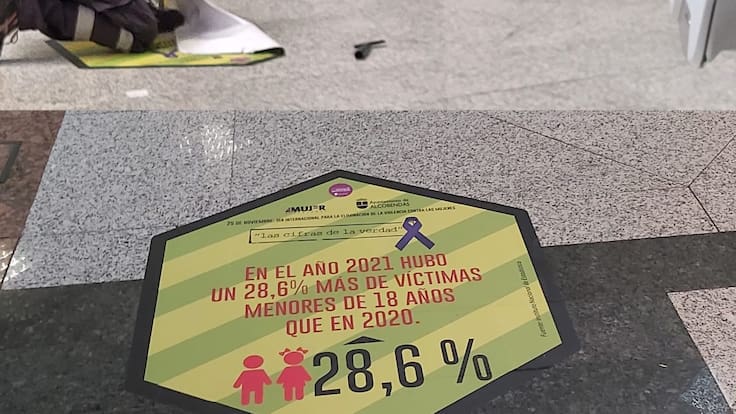 MUJ∃R
Ayuntamiento de
ALCOBENDAS
25 DE NOVIEMBRE: DÍA INTERNACIONAL PARA LA ELIMINACIÓN DE LA VIOLENCIA CONTRA LAS MUJERES
"las cifras de la verdad"
EN EL AÑO 2021 HUBO
UN 28,6% MÁS DE VÍCTIMAS
MENORES DE 18 AÑOS
QUE EN 2020.
28,6 %
Fuente: Instituto Nacional de Estadística